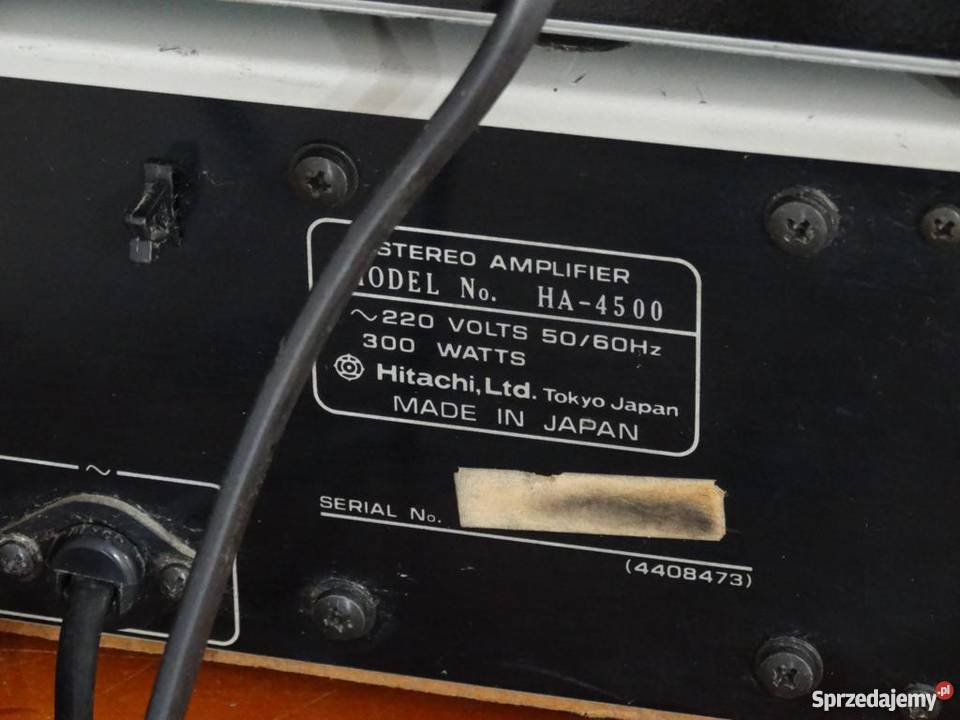 STEREO AMPLIFIER
MODEL No. HA-4500
~220 VOLTS 50/60Hz
300 WATTS
Hitachi, Ltd. Tokyo Japan
MADE IN JAPAN
~
SERIAL No.
(4408473)
Sprzedajemy.pl